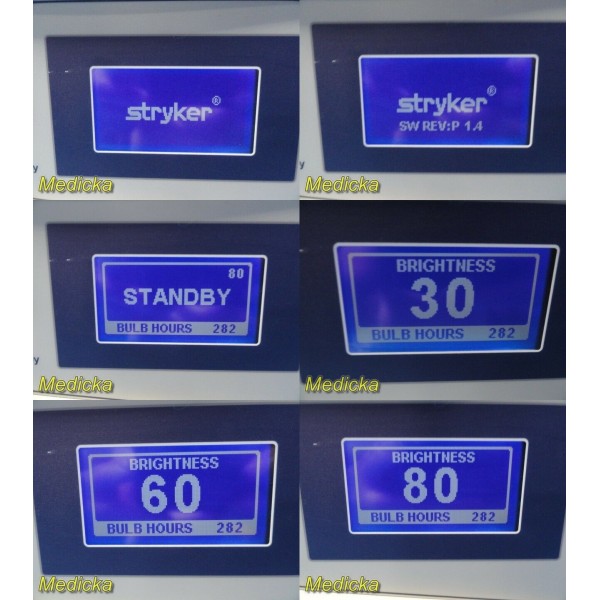 stryker®
Medicka
stryker®
SW REV:P 1.4
y
Medicka
80
STANDBY
BULB HOURS 282
y
Medicka
BRIGHTNESS
30
BULB HOURS 282
Medicka
BRIGHTNESS
60
BULB HOURS 282
Medicka
BRIGHTNESS
80
BULB HOURS 282
Medicka